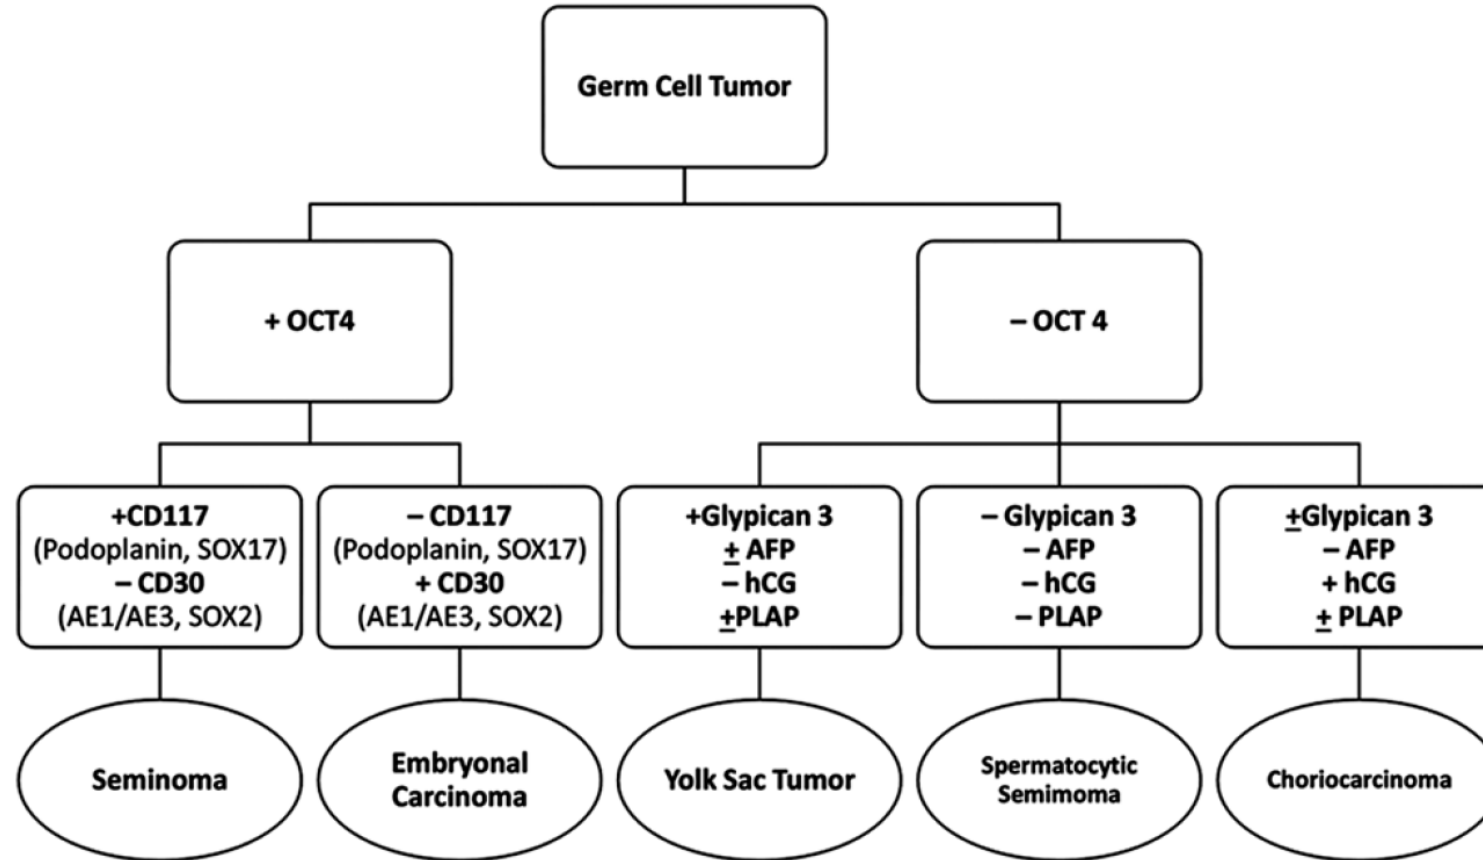 Germ Cell Tumor
+ OCT4
– OCT 4
+CD117
(Podoplanin, SOX17)
– CD30
(AE1/AE3, SOX2)
– CD117
(Podoplanin, SOX17)
+ CD30
(AE1/AE3, SOX2)
+Glypican 3
± AFP
– hCG
±PLAP
– Glypican 3
– AFP
– hCG
– PLAP
±Glypican 3
– AFP
+ hCG
± PLAP
Seminoma
Embryonal
Carcinoma
Yolk Sac Tumor
Spermatocytic
Semimoma
Choriocarcinoma